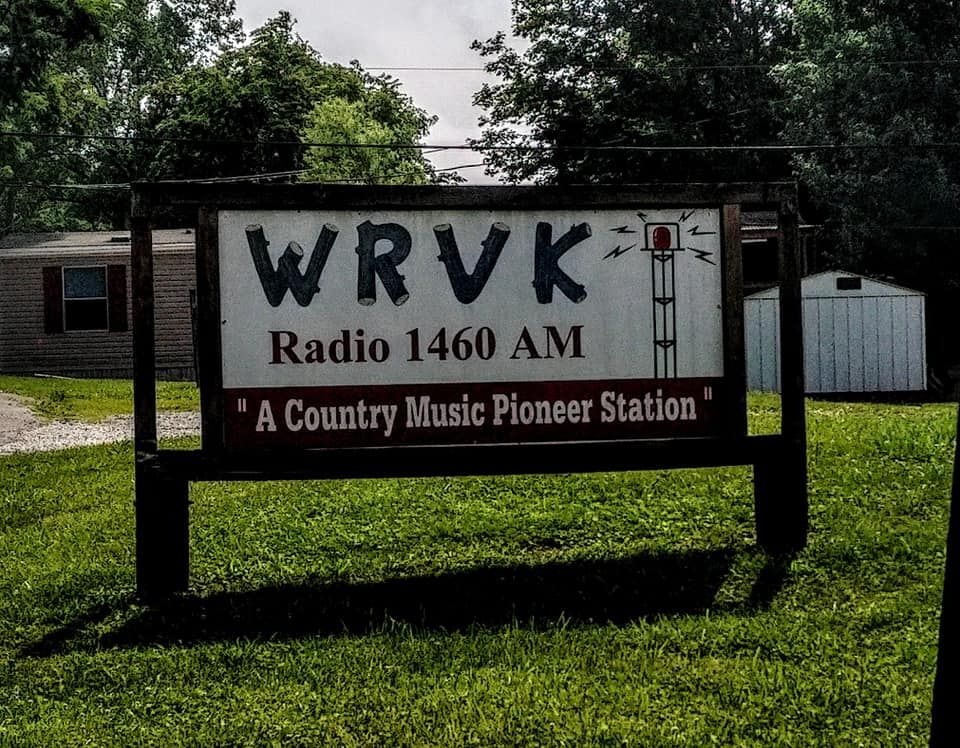 WRVK
Radio 1460 AM
" A Country Music Pioneer Station "